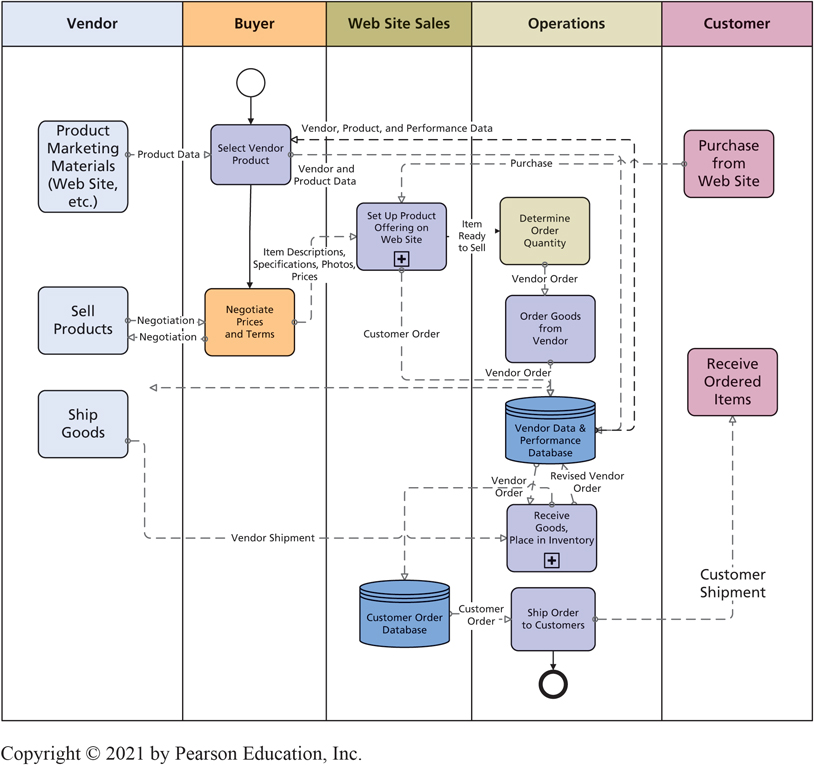 Vendor
Buyer
Web Site Sales
Operations
Customer
Product
Marketing
Materials
(Web Site,
etc.)
Product Data
Select Vendor
Product
Vendor, Product, and Performance Data
Vendor and
Product Data
Purchase
Purchase
from
Web Site
Set Up Product
Offering on
Web Site
Item
Ready
to Sell
Determine
Order
Quantity
Item Descriptions,
Specifications, Photos,
Prices
Vendor Order
Sell
Products
Negotiation
Negotiation
Negotiate
Prices
and Terms
Customer Order
Order Goods
from
Vendor
Vendor Order
Receive
Ordered
Items
Ship
Goods
Vendor Data &
Performance
Database
Vendor
Order
Revised Vendor
Order
Vendor Shipment
Receive
Goods,
Place in Inventory
Customer
Shipment
Customer Order
Database
Customer
Order
Ship Order
to Customers
Copyright © 2021 by Pearson Education, Inc.